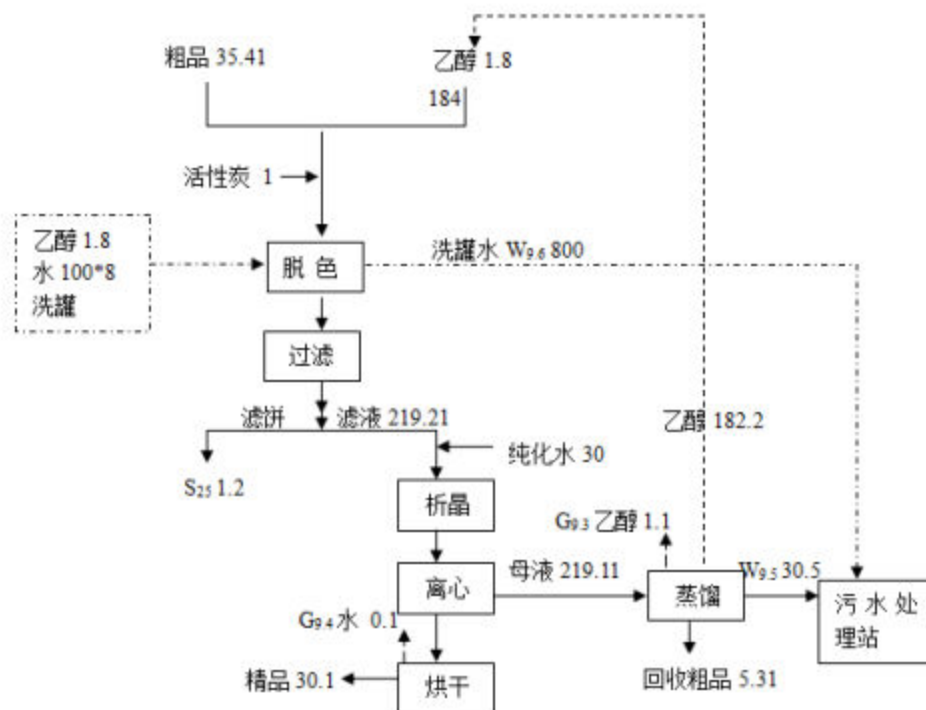 粗品 35.41
乙醇 1.8
184
活性炭 1
乙醇 1.8
水 100*8
洗罐
脱 色
洗罐水 W9.6 800
过滤
滤饼
滤液 219.21
乙醇 182.2
纯化水 30
S25 1.2
析晶
G9.3 乙醇 1.1
离心
母液 219.11
蒸馏
W9.5 30.5
污 水 处
理站
G9.4 水 0.1
精品 30.1
烘干
回收粗品 5.31